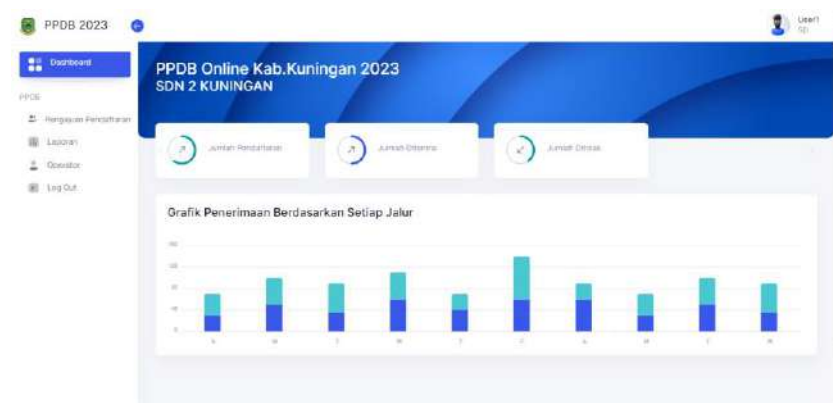 PPDB 2023
User1
SD
Dashboard
PPDB
Pengajuan Pendaftaran
Laporan
Operator
Log Out
PPDB Online Kab.Kuningan 2023
SDN 2 KUNINGAN
Jumlah Pendaftaran
Jumlah Diterima
Jumlah Ditolak
Grafik Penerimaan Berdasarkan Setiap Jalur